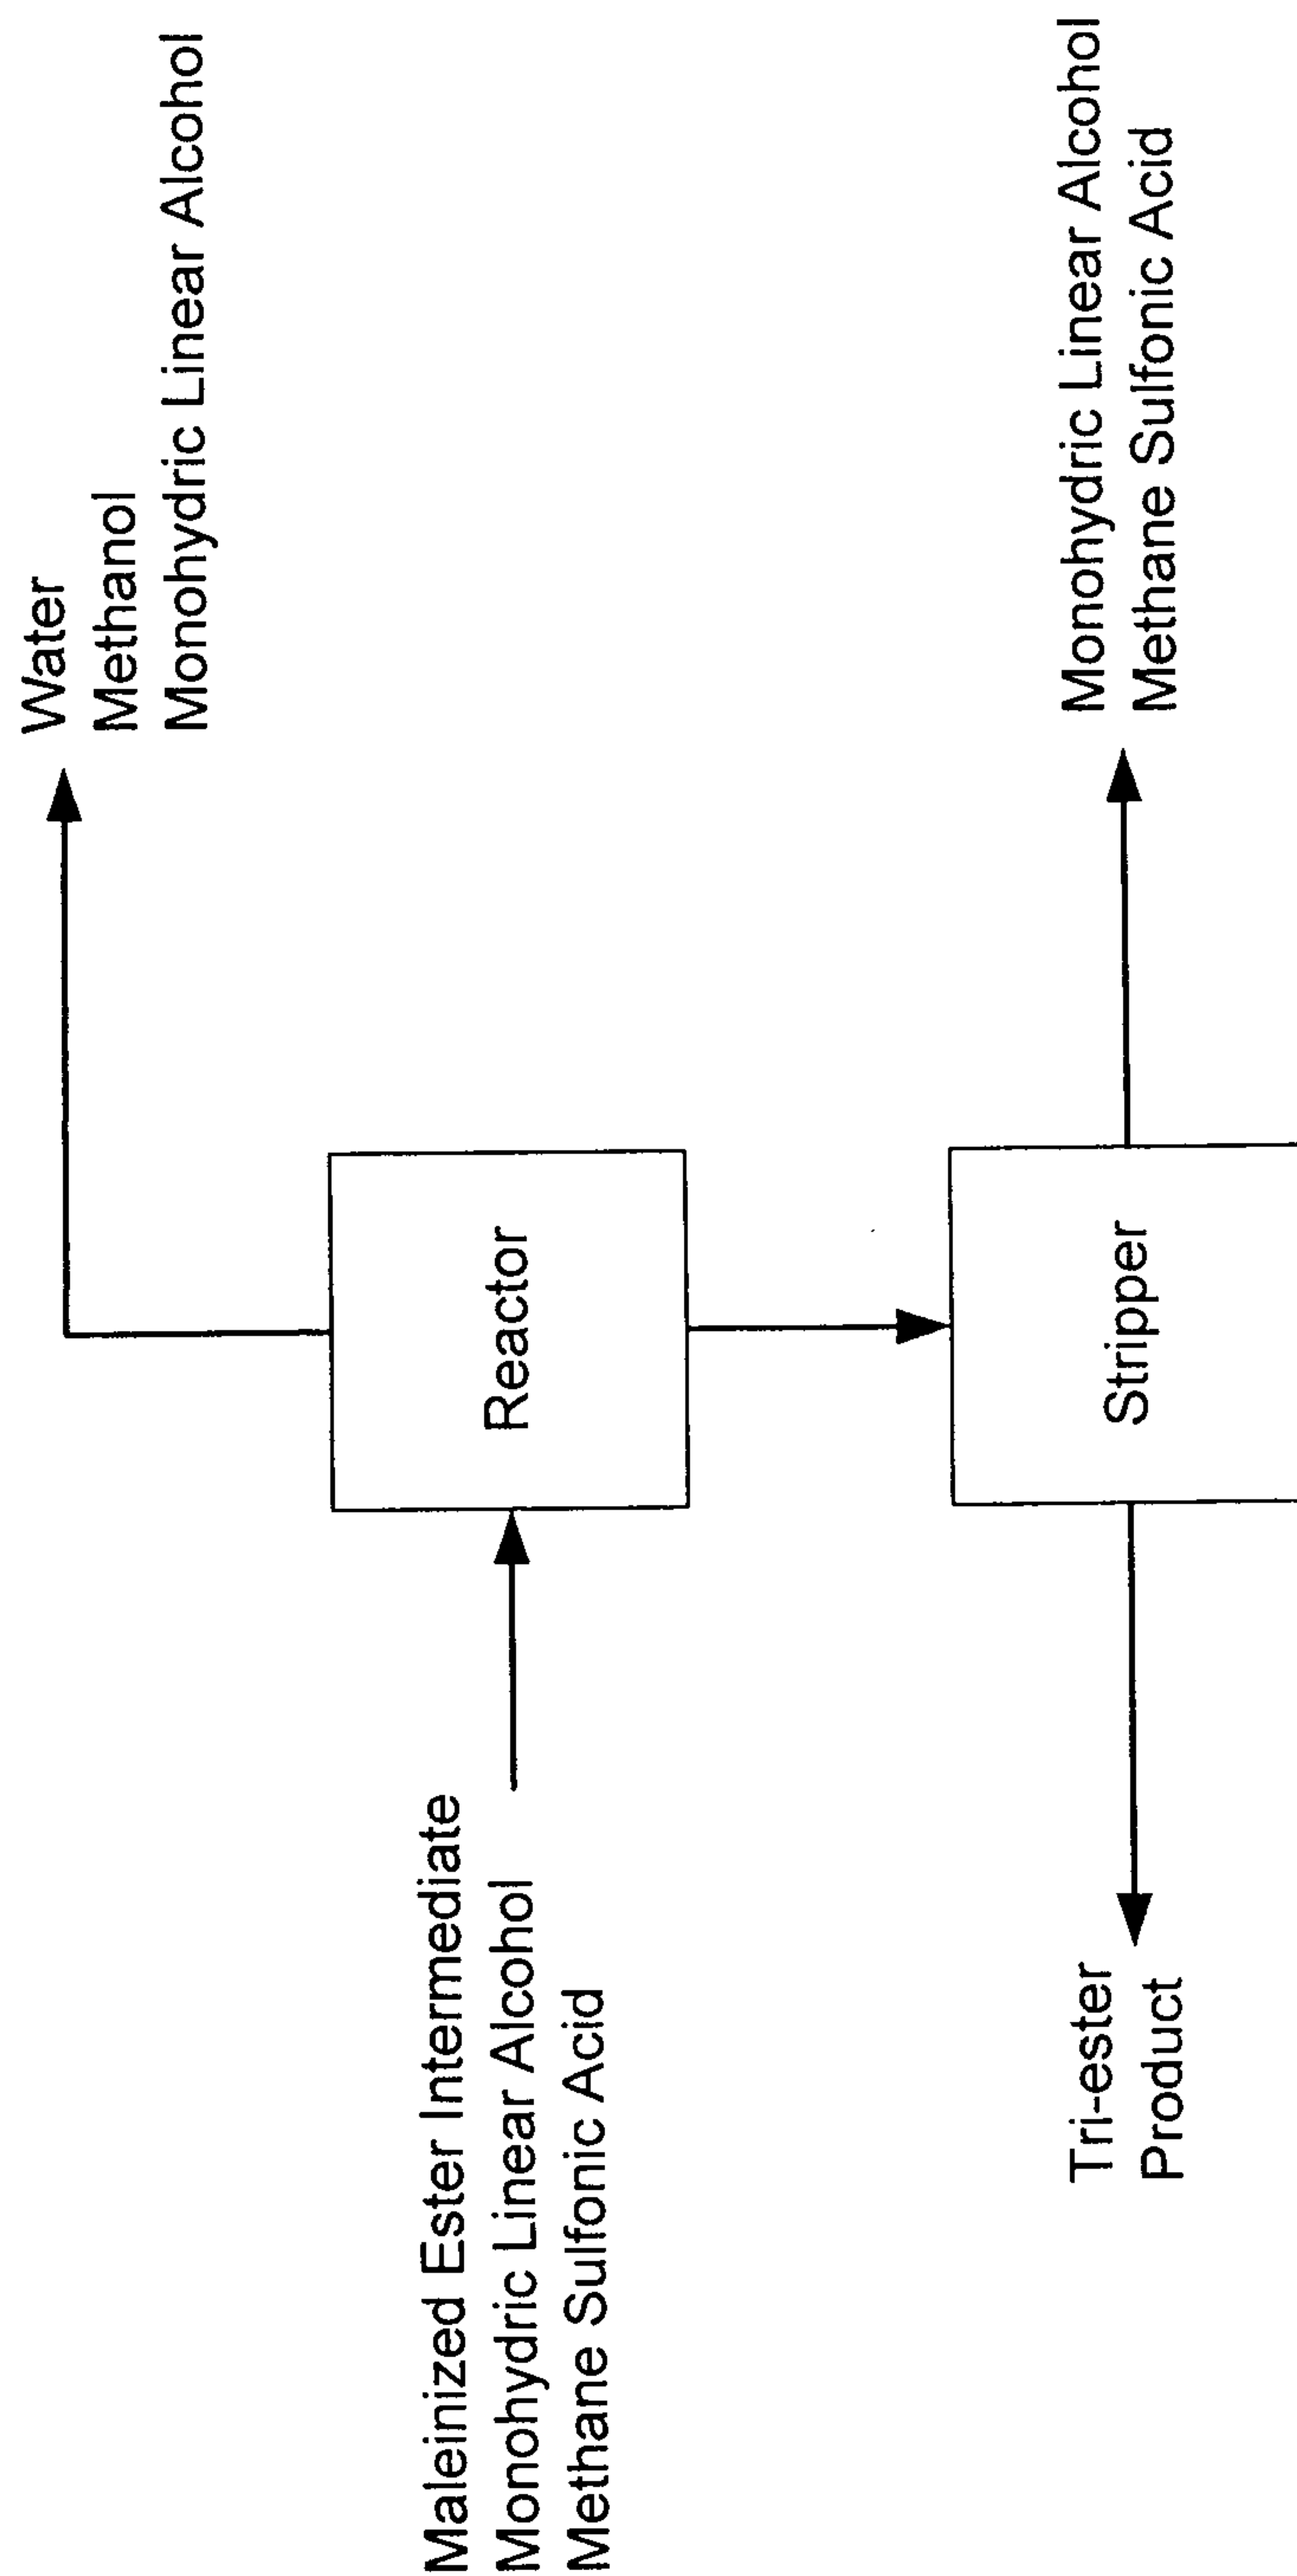 Water
Methanol
Monohydric Linear Alcohol
Maleinized Ester Intermediate
Monohydric Linear Alcohol
Methane Sulfonic Acid
Reactor
Tri-ester
Product
Stripper
Monohydric Linear Alcohol
Methane Sulfonic Acid